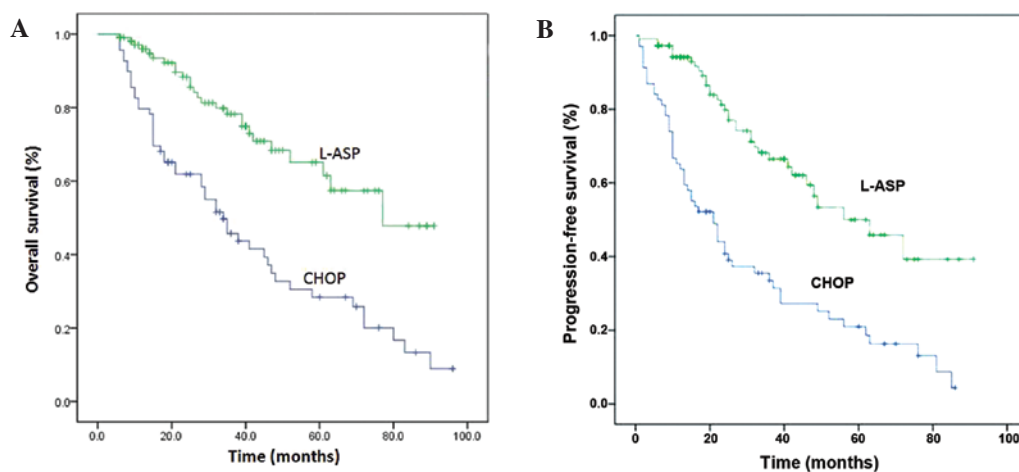 A
Overall survival (%)
1.0
0.8
0.6
0.4
0.2
0.0
L-ASP
CHOP
0.0 20.0 40.0 60.0 80.0 100.0
Time (months)
B
Progression-free survival (%)
1.0
0.8
0.6
0.4
0.2
0.0
L-ASP
CHOP
0 20 40 60 80 100
Time (months)